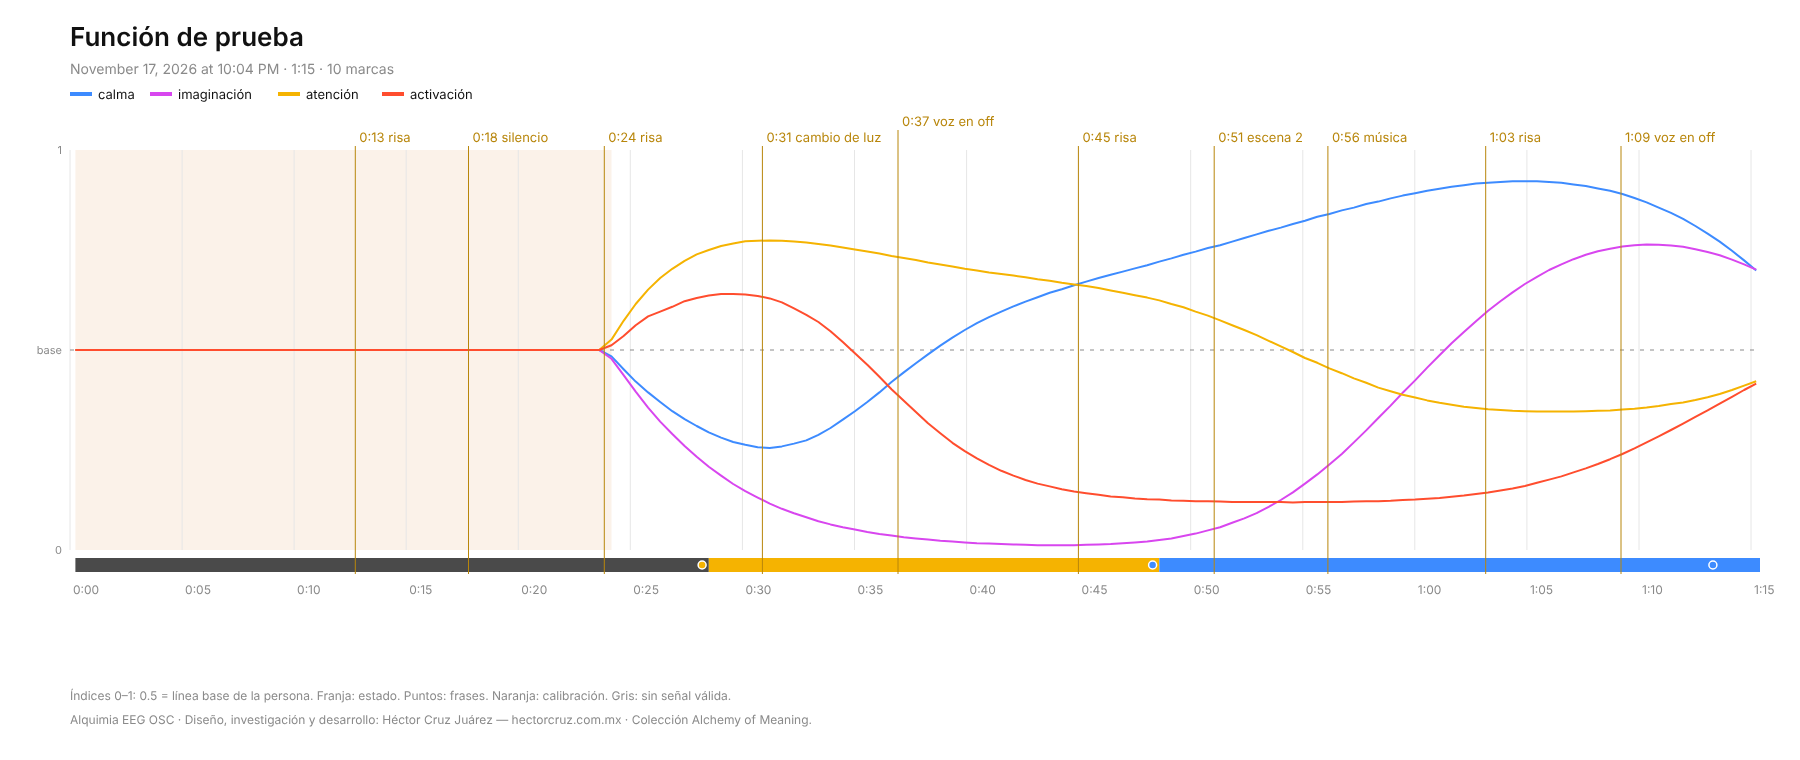 Función de prueba
November 17, 2026 at 10:04 PM · 1:15 · 10 marcas
calma imaginación atención activación
0:37 voz en off
0:13 risa 0:18 silencio 0:24 risa 0:31 cambio de luz 0:45 risa 0:51 escena 2 0:56 música 1:03 risa 1:09 voz en off
1
base
0
0:00 0:05 0:10 0:15 0:20 0:25 0:30 0:35 0:40 0:45 0:50 0:55 1:00 1:05 1:10 1:15
Índices 0–1: 0.5 = línea base de la persona. Franja: estado. Puntos: frases. Naranja: calibración. Gris: sin señal válida.
Alquimia EEG OSC · Diseño, investigación y desarrollo: Héctor Cruz Juárez — hectorcruz.com.mx · Colección Alchemy of Meaning.